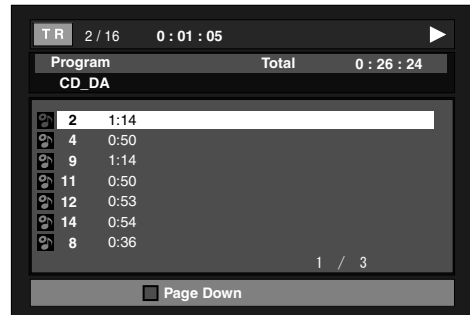 TR 2 / 16 0 : 01 : 05
Program Total 0 : 26 : 24
CD_DA
2 1:14
4 0:50
9 1:14
11 0:50
12 0:53
14 0:54
8 0:36
1 / 3
Page Down